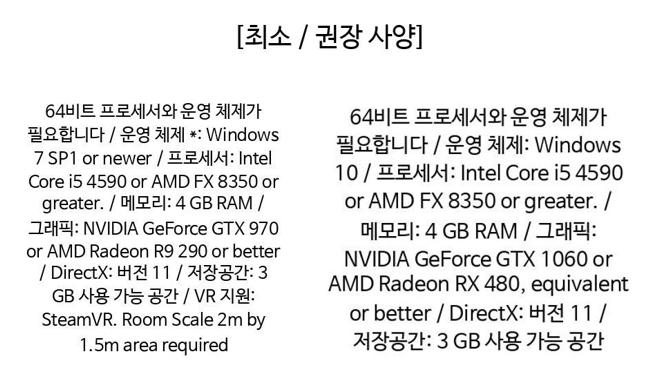 [최소 / 권장 사양]
64비트 프로세서와 운영 체제가
필요합니다 / 운영 체제 *: Windows
7 SP1 or newer / 프로세서: Intel
Core i5 4590 or AMD FX 8350 or
greater. / 메모리: 4 GB RAM /
그래픽: NVIDIA GeForce GTX 970
or AMD Radeon R9 290 or better
/ DirectX: 버전 11 / 저장공간: 3
GB 사용 가능 공간 / VR 지원:
SteamVR. Room Scale 2m by
1.5m area required
64비트 프로세서와 운영 체제가
필요합니다 / 운영 체제: Windows
10 / 프로세서: Intel Core i5 4590
or AMD FX 8350 or greater. /
메모리: 4 GB RAM / 그래픽:
NVIDIA GeForce GTX 1060 or
AMD Radeon RX 480, equivalent
or better / DirectX: 버전 11 /
저장공간: 3 GB 사용 가능 공간